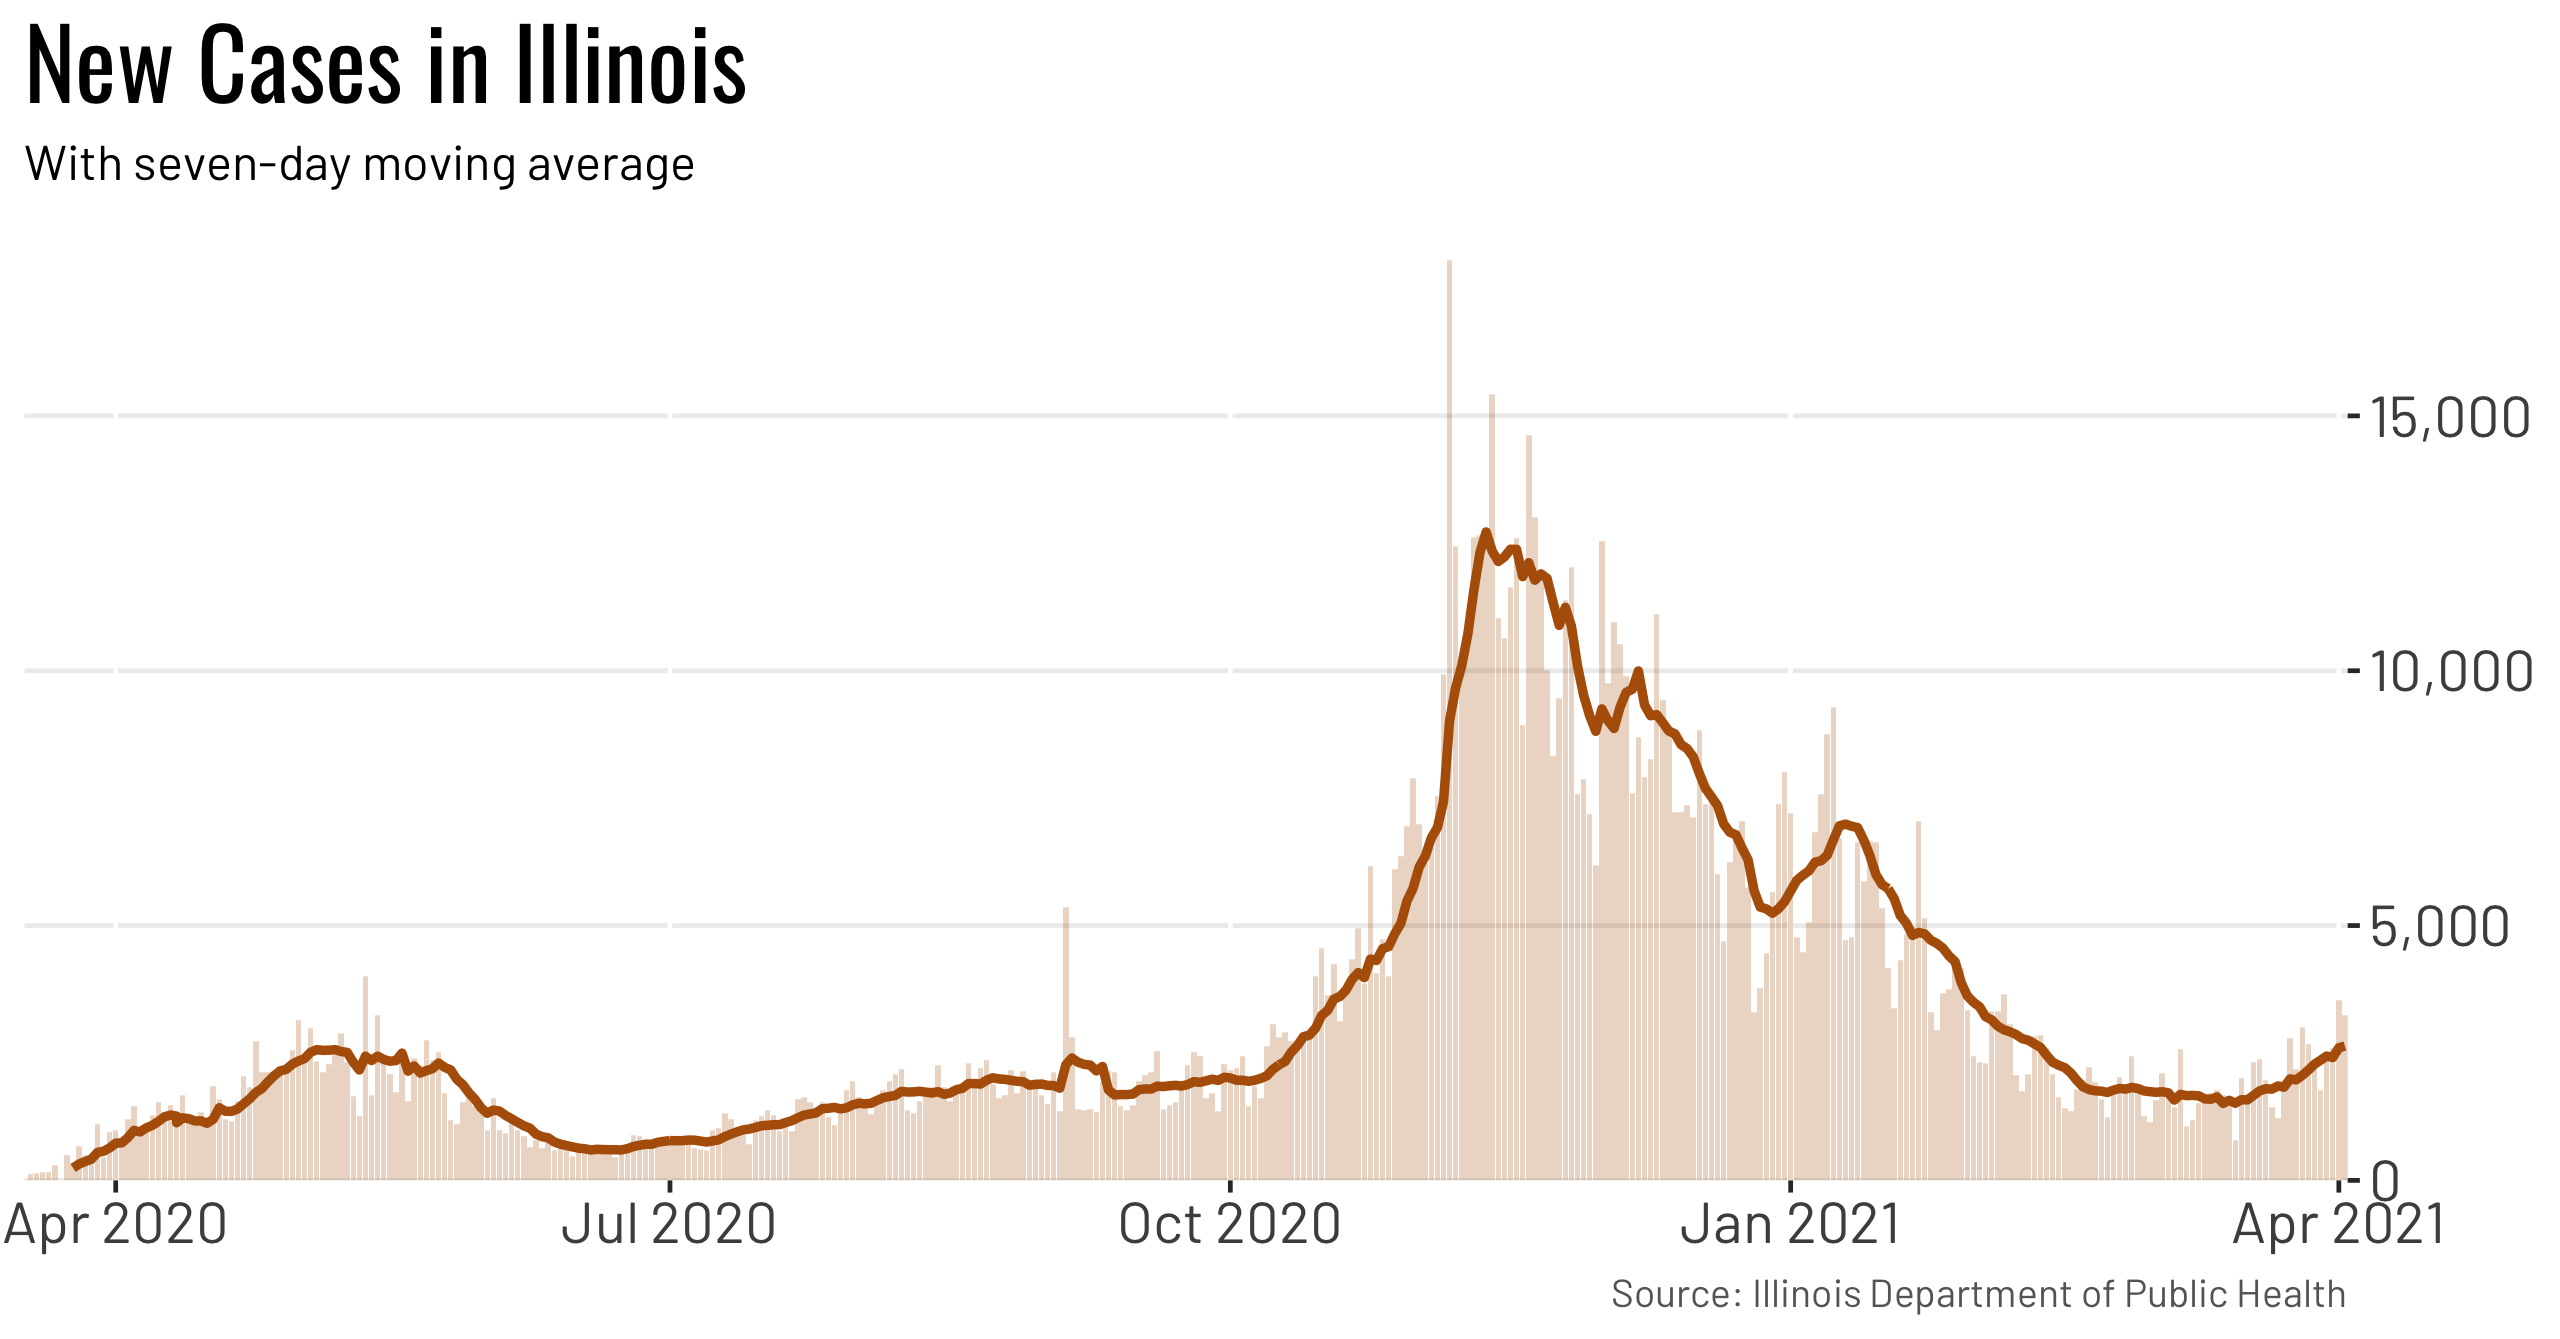 New Cases in Illinois
With seven-day moving average
15,000
10,000
5,000
0
Apr 2020
Jul 2020
Oct 2020
Jan 2021
Apr 2021
Source: Illinois Department of Public Health